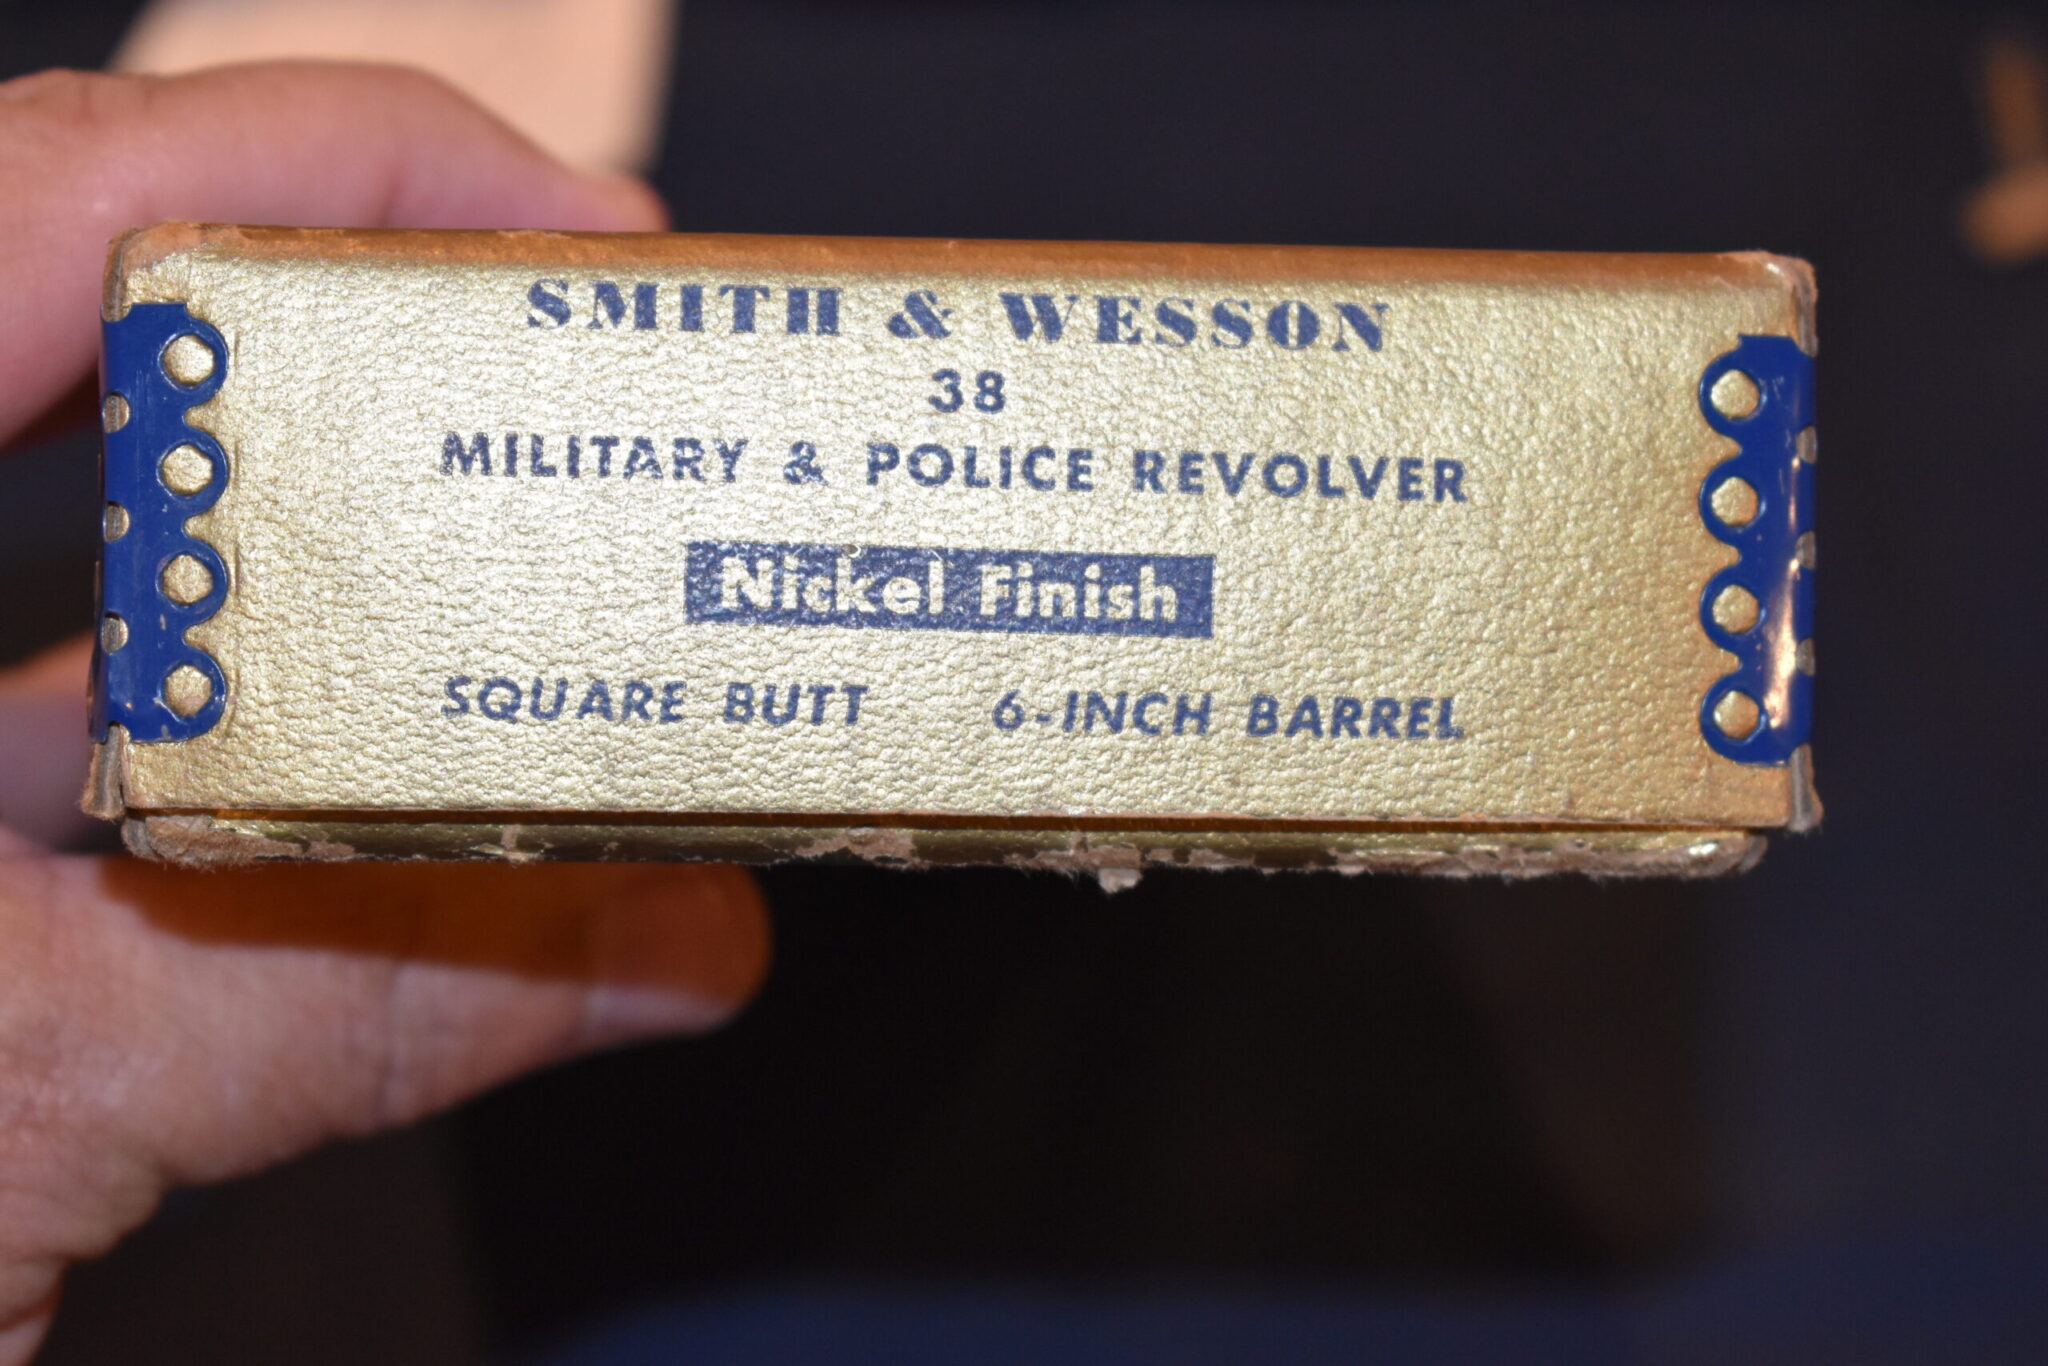 SMITH & WESSON
38
MILITARY & POLICE REVOLVER
Nickel Finish
SQUARE BUTT 6-INCH BARREL